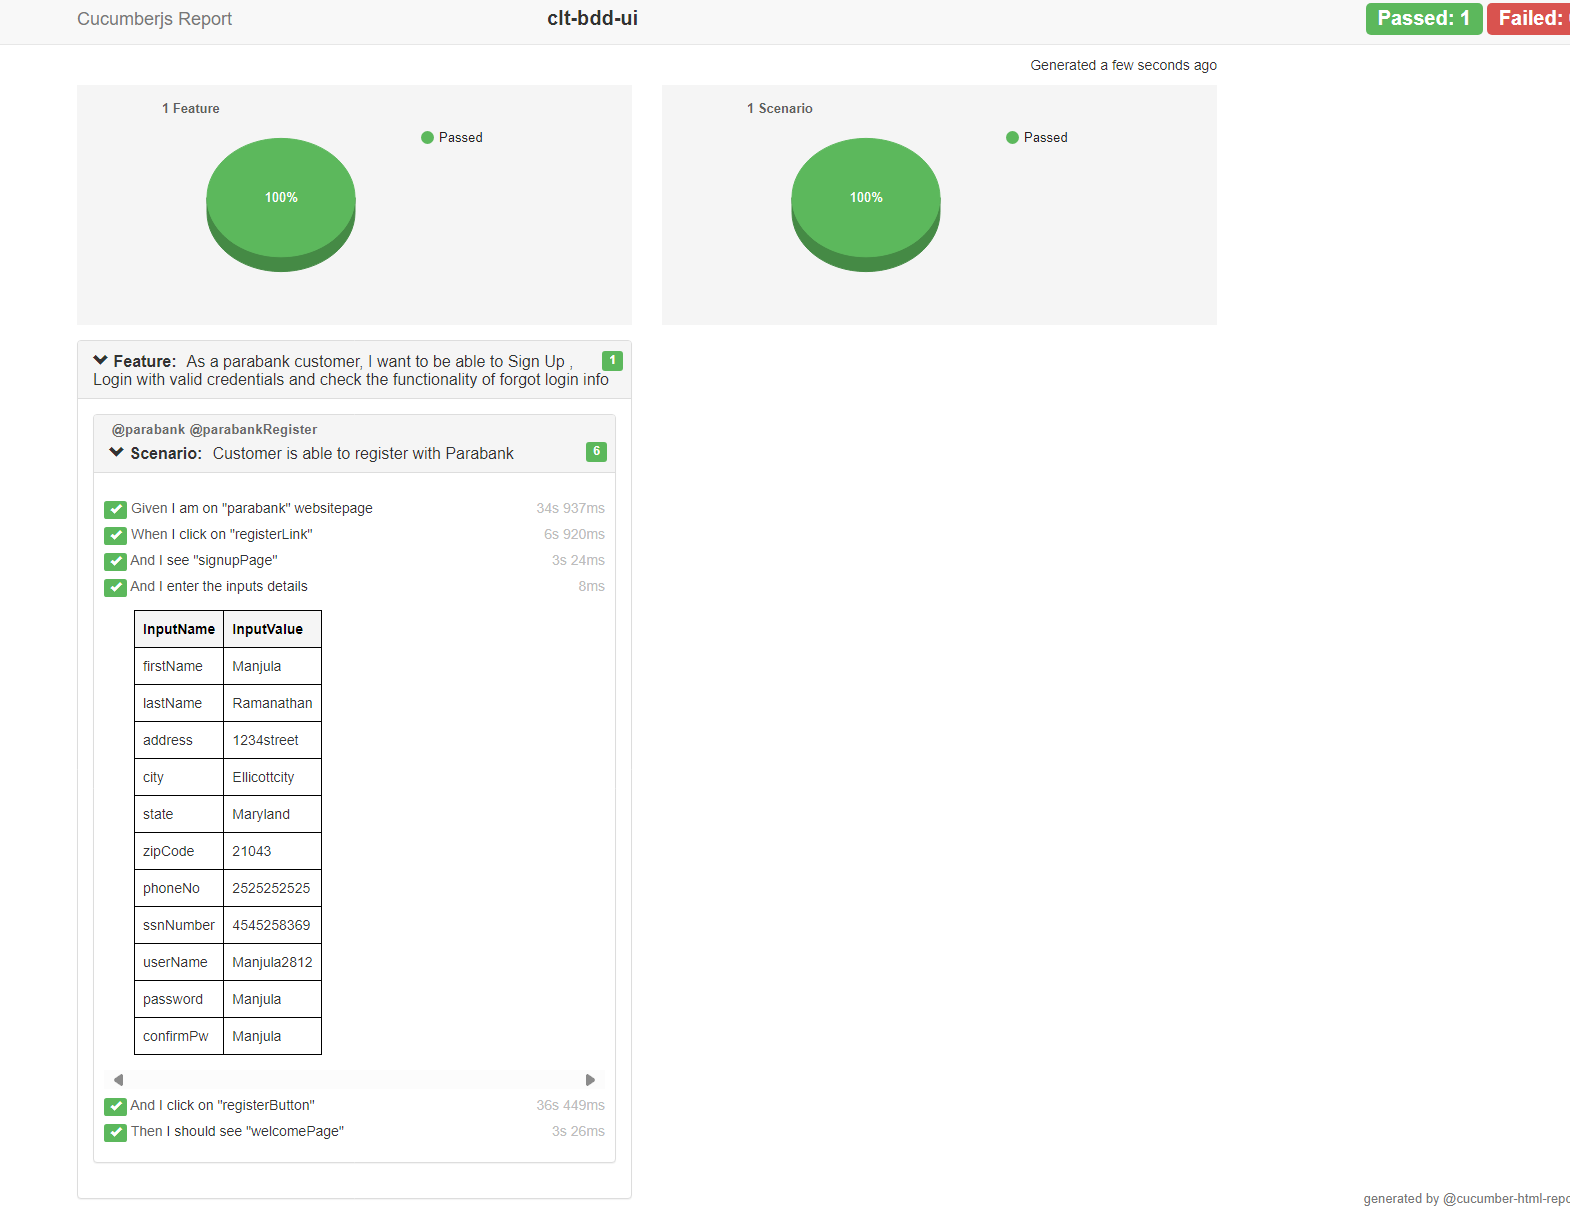 Cucumberjs Report
clt-bdd-ui
Passed: 1
Failed:
Generated a few seconds ago
1 Feature
Passed
100%
1 Scenario
Passed
100%
Feature: As a parabank customer, I want to be able to Sign Up , 1
Login with valid credentials and check the functionality of forgot login info
@parabank @parabankRegister
Scenario: Customer is able to register with Parabank 6
Given I am on "parabank" websitepage 34s 937ms
When I click on "registerLink" 6s 920ms
And I see "signupPage" 3s 24ms
And I enter the inputs details 8ms
InputName InputValue
firstName Manjula
lastName Ramanathan
address 1234street
city Ellicottcity
state Maryland
zipCode 21043
phoneNo 2525252525
ssnNumber 4545258369
userName Manjula2812
password Manjula
confirmPw Manjula
And I click on "registerButton" 36s 449ms
Then I should see "welcomePage" 3s 26ms
generated by @cucumber-html-repo